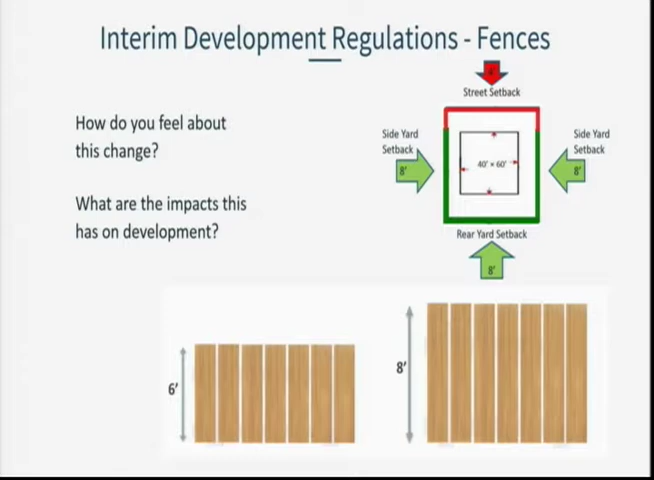 Interim Development Regulations - Fences
Street Setback
How do you feel about
this change?
Side Yard
Setback
8'
40' × 60'
Side Yard
Setback
8'
What are the impacts this
has on development?
Rear Yard Setback
8'
6'
8'